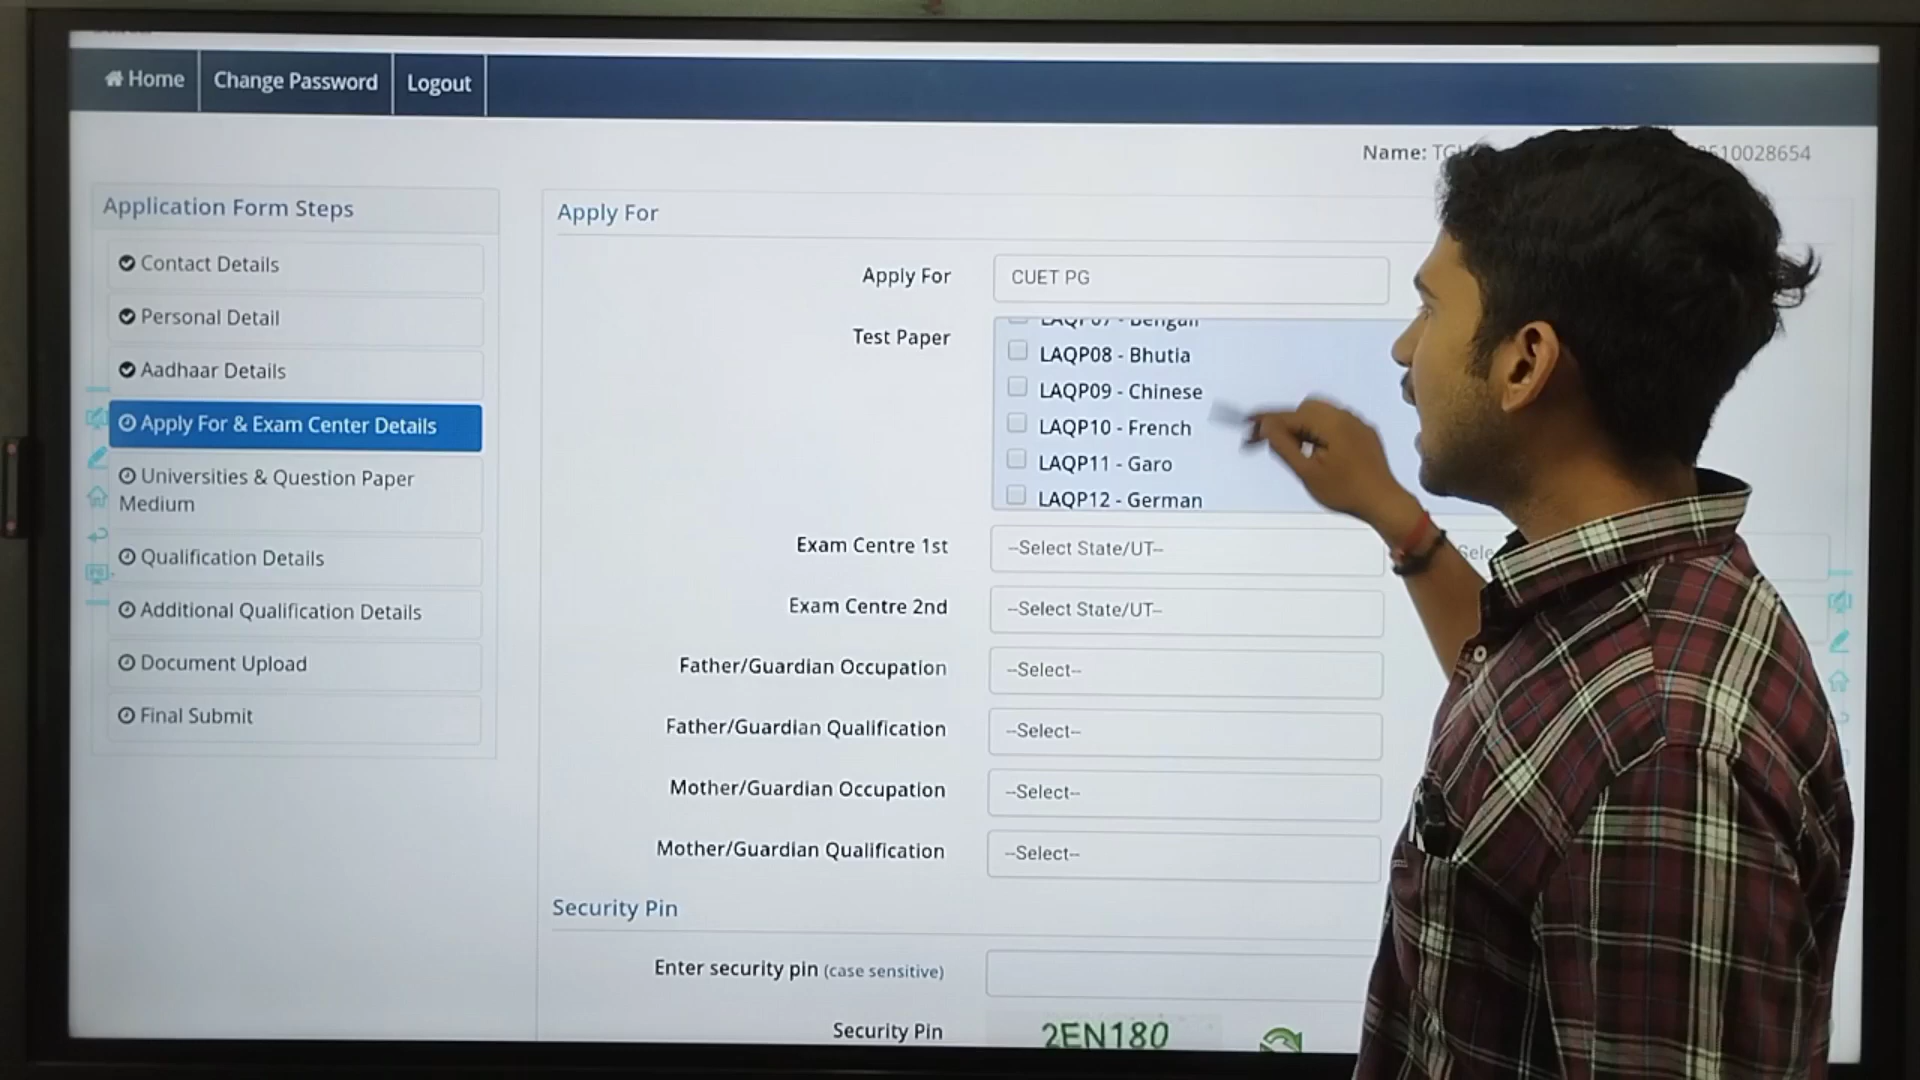 Home Change Password Logout
Name: 510028654
Application Form Steps
Contact Details
Personal Detail
Aadhaar Details
Apply For & Exam Center Details
Universities & Question Paper
Medium
Qualification Details
Additional Qualification Details
Document Upload
Final Submit
Apply For
Apply For CUET PG
Test Paper
LAQP07 - Bengali
LAQP08 - Bhutia
LAQP09 - Chinese
LAQP10 - French
LAQP11 - Garo
LAQP12 - German
Exam Centre 1st --Select State/UT--
Exam Centre 2nd --Select State/UT--
Father/Guardian Occupation --Select--
Father/Guardian Qualification --Select--
Mother/Guardian Occupation --Select--
Mother/Guardian Qualification --Select--
Security Pin
Enter security pin (case sensitive)
Security Pin 2EN180